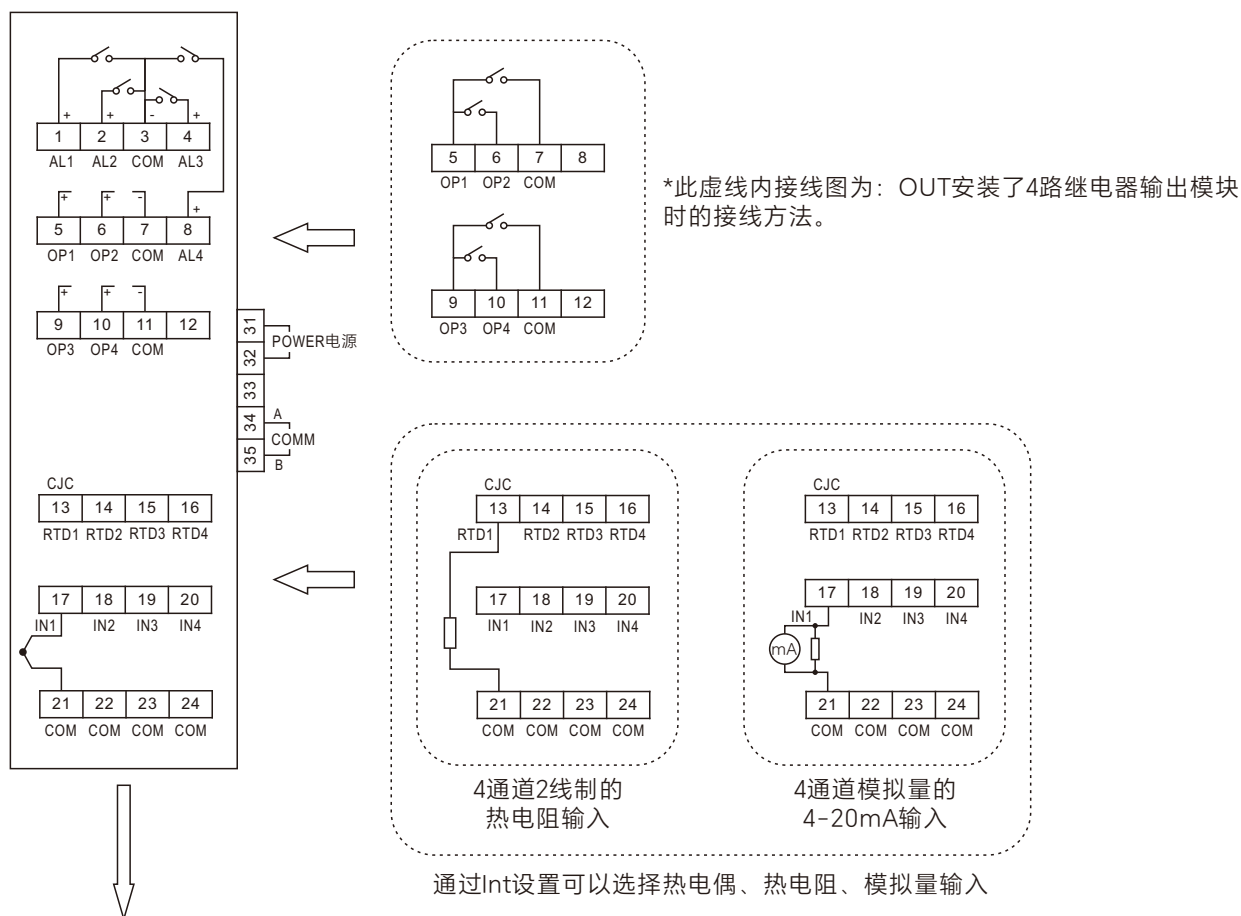 + + - +
1 2 3 4
AL1 AL2 COM AL3
+ + - +
5 6 7 8
OP1 OP2 COM AL4
+ + -
9 10 11 12
OP3 OP4 COM
31
32
33
34
35
POWER电源
A
COMM
B
CJC
13 14 15 16
RTD1 RTD2 RTD3 RTD4
17 18 19 20
IN1 IN2 IN3 IN4
21 22 23 24
COM COM COM COM
5 6 7 8
OP1 OP2 COM
9 10 11 12
OP3 OP4 COM
*此虚线内接线图为：OUT安装了4路继电器输出模块
时的接线方法。
CJC
13 14 15 16
RTD1 RTD2 RTD3 RTD4
17 18 19 20
IN1 IN2 IN3 IN4
21 22 23 24
COM COM COM COM
4通道2线制的
热电阻输入
CJC
13 14 15 16
RTD1 RTD2 RTD3 RTD4
17 18 19 20
IN1 IN2 IN3 IN4
mA
21 22 23 24
COM COM COM COM
4通道模拟量的
4-20mA输入
通过Int设置可以选择热电偶、热电阻、模拟量输入